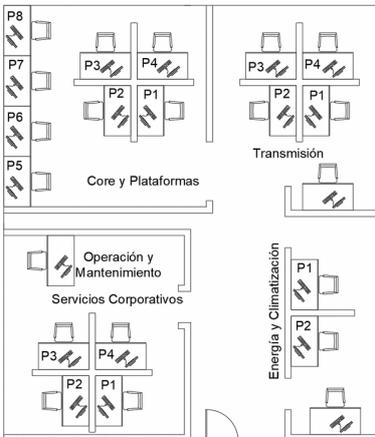 P8
P7
P6
P5
P3
P4
P2
P1
Core y Plataformas
P3
P4
P2
P1
Transmisión
Operación y
Mantenimiento
Servicios Corporativos
P3
P4
P2
P1
Energía y Climatización
P1
P2